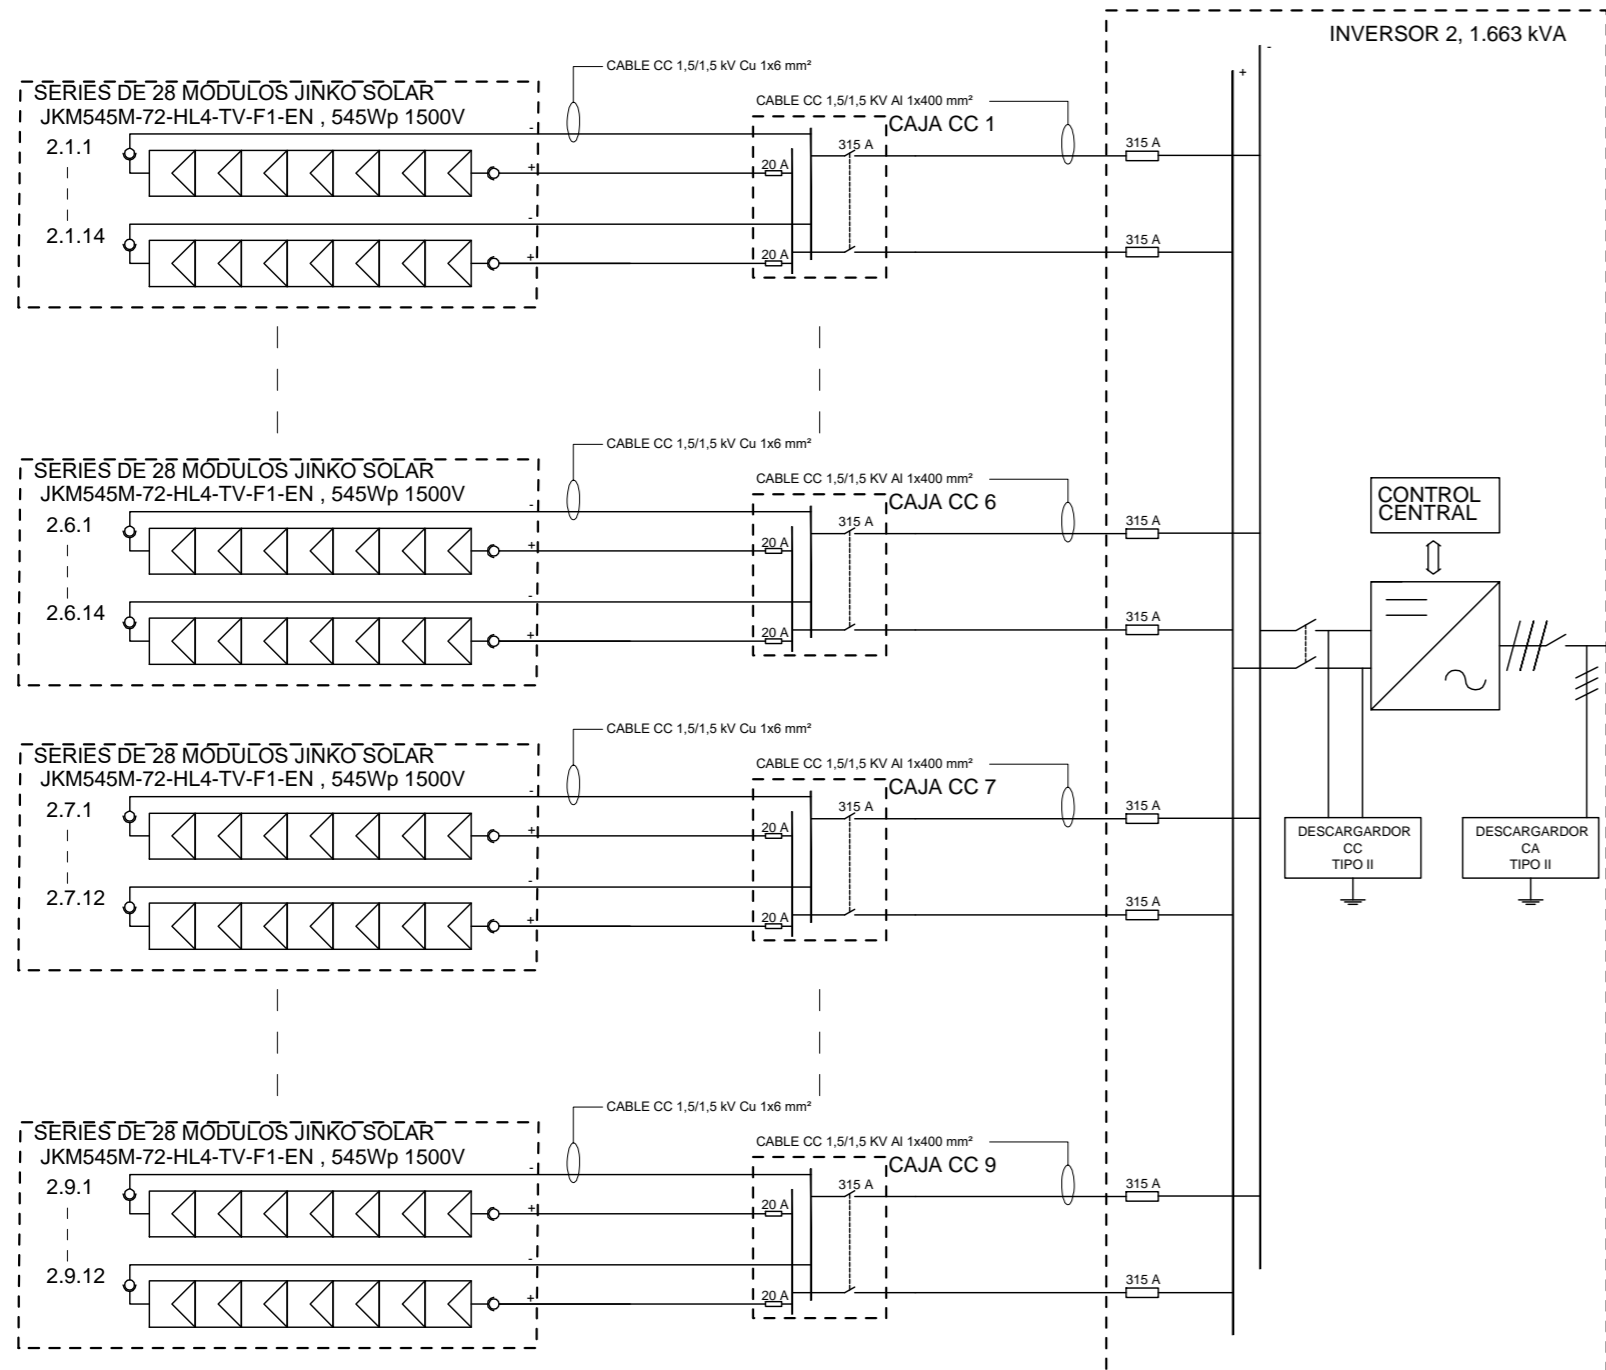 INVERSOR 2, 1.663 kVA
-
+
CABLE CC 1,5/1,5 kV Cu 1x6 mm²
SERIES DE 28 MÓDULOS JINKO SOLAR
JKM545M-72-HL4-TV-F1-EN , 545Wp 1500V
CABLE CC 1,5/1,5 KV Al 1x400 mm²
CAJA CC 1
2.1.1
-
+
20 A
315 A
315 A
2.1.14
-
+
20 A
315 A
CABLE CC 1,5/1,5 kV Cu 1x6 mm²
SERIES DE 28 MÓDULOS JINKO SOLAR
JKM545M-72-HL4-TV-F1-EN , 545Wp 1500V
CABLE CC 1,5/1,5 KV Al 1x400 mm²
CAJA CC 6
2.6.1
-
+
20 A
315 A
315 A
2.6.14
-
+
20 A
315 A
CONTROL
CENTRAL
CABLE CC 1,5/1,5 kV Cu 1x6 mm²
SERIES DE 28 MÓDULOS JINKO SOLAR
JKM545M-72-HL4-TV-F1-EN , 545Wp 1500V
CABLE CC 1,5/1,5 KV Al 1x400 mm²
CAJA CC 7
2.7.1
-
+
20 A
315 A
315 A
2.7.12
-
+
20 A
315 A
DESCARGARDOR
CC
TIPO II
DESCARGARDOR
CA
TIPO II
CABLE CC 1,5/1,5 kV Cu 1x6 mm²
SERIES DE 28 MÓDULOS JINKO SOLAR
JKM545M-72-HL4-TV-F1-EN , 545Wp 1500V
CABLE CC 1,5/1,5 KV Al 1x400 mm²
CAJA CC 9
2.9.1
-
+
20 A
315 A
315 A
2.9.12
-
+
20 A
315 A